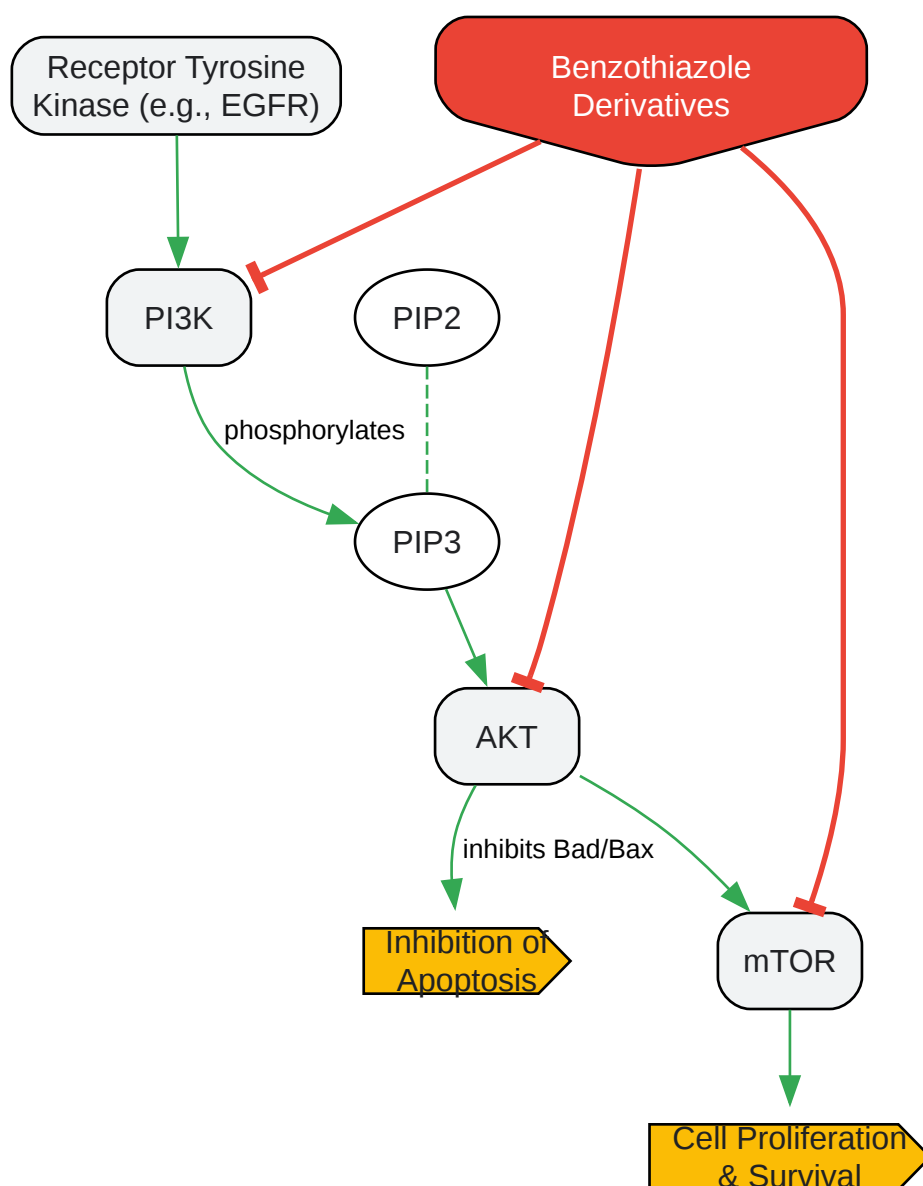 Receptor Tyrosine
Kinase (e.g., EGFR)
Benzothiazole
Derivatives
PI3K
PIP2
phosphorylates
PIP3
AKT
inhibits Bad/Bax
Inhibition of
Apoptosis
mTOR
Cell Proliferation
& Survival